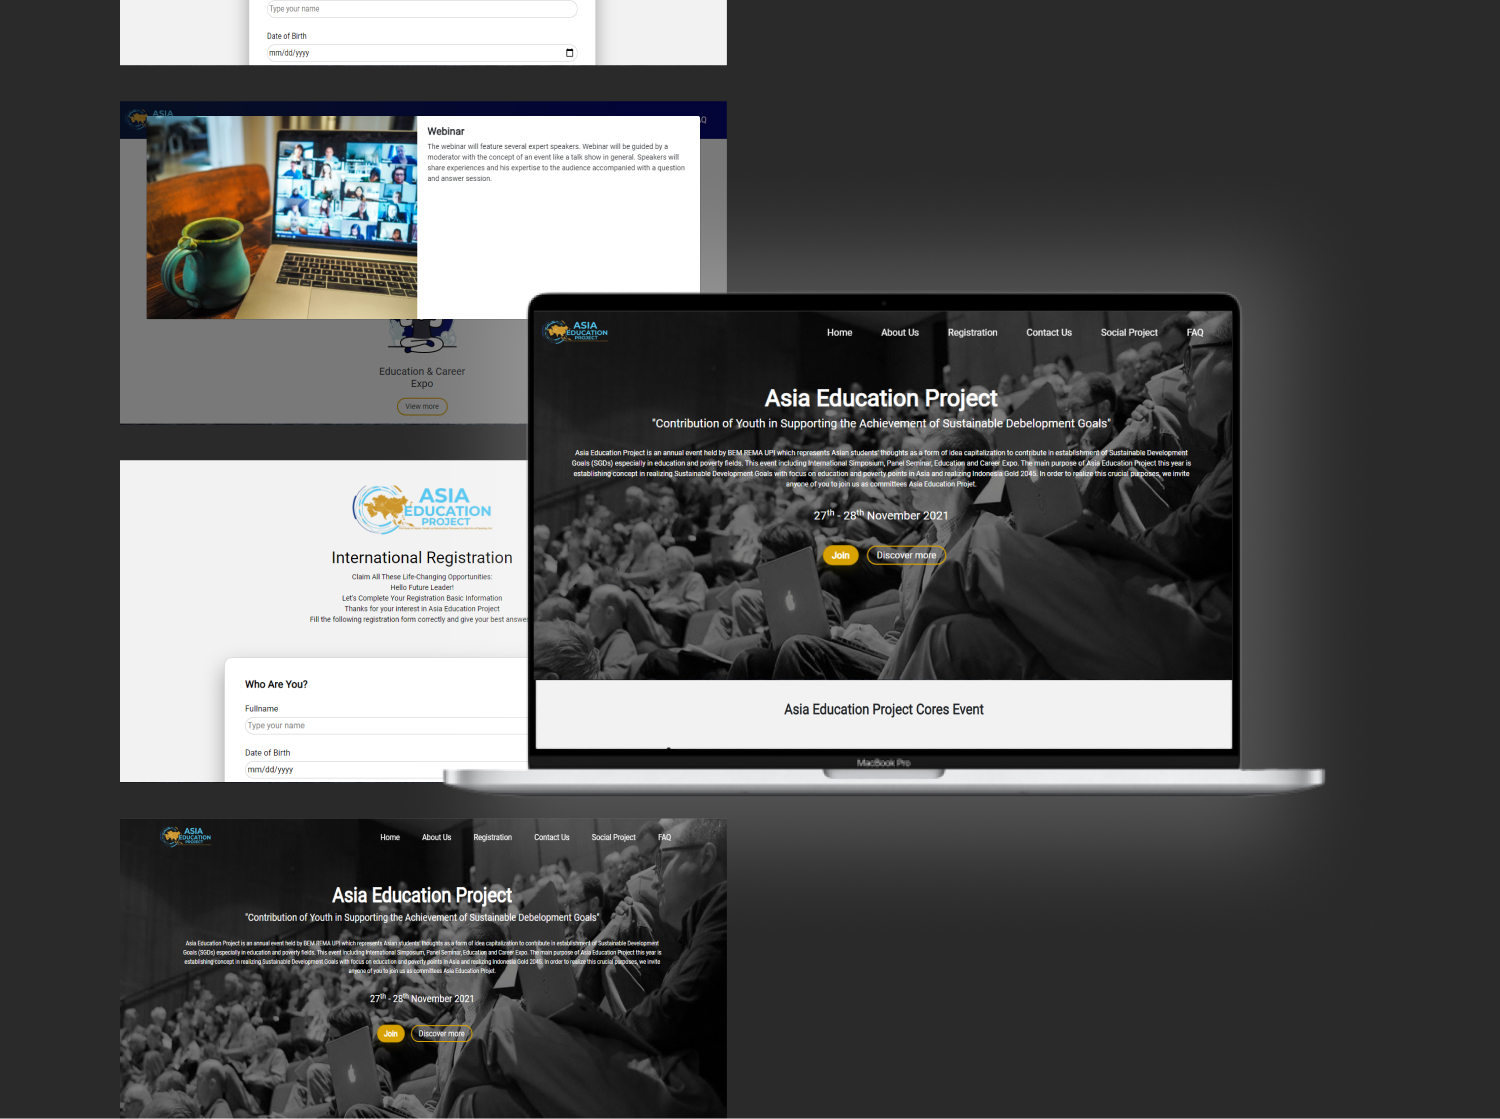 Type your name
Date of Birth
mm/dd/yyyy
ASIA
Q
Webinar
The webinar will feature several expert speakers. Webinar will be guided by a
moderator with the concept of an event like a talk show in general. Speakers will
share experiences and his expertise to the audience accompanied with a question
and answer session.
Education & Career
Expo
View more
ASIA
EDUCATION
PROJECT
International Registration
Claim All These Life-Changing Opportunities:
Hello Future Leader!
Let's Complete Your Registration Basic Information
Thanks for your interest in Asia Education Project
Fill the following registration form correctly and give your best answe
Who Are You?
Fullname
Type your name
Date of Birth
mm/dd/yyyy
ASIA
EDUCATION
PROJECT
Home About Us Registration Contact Us Social Project FAQ
Asia Education Project
"Contribution of Youth in Supporting the Achievement of Sustainable Debelopment Goals"
Asia Education Project is an annual event held by BEM REMA UPI which represents Asian students' thoughts as a form of idea capitalization to contribute in establishment of Sustainable Development
Goals (SGDs) especially in education and poverty fields. This event including International Simposium, Panel Seminar, Education and Career Expo. The main purpose of Asia Education Project this year is
establishing concept in realizing Sustainable Development Goals with focus on education and poverty points in Asia and realizing Indonesia Gold 2045. In order to realize this crucial purposes, we invite
anyone of you to join us as committees Asia Education Projet.
27th - 28th November 2021
Join Discover more
Asia Education Project Cores Event
MacBook Pro
ASIA
EDUCATION
PROJECT
Home About Us Registration Contact Us Social Project FAQ
Asia Education Project
"Contribution of Youth in Supporting the Achievement of Sustainable Debelopment Goals"
Asia Education Project is an annual event held by BEM REMA UPI which represents Asian students' thoughts as a form of idea capitalization to contribute in establishment of Sustainable Development
Goals (SGDs) especially in education and poverty fields. This event including International Simposium, Panel Seminar, Education and Career Expo. The main purpose of Asia Education Project this year is
establishing concept in realizing Sustainable Development Goals with focus on education and poverty points in Asia and realizing Indonesia Gold 2045. In order to realize this crucial purposes, we invite
anyone of you to join us as committees Asia Education Projet.
27th - 28th November 2021
Join Discover more